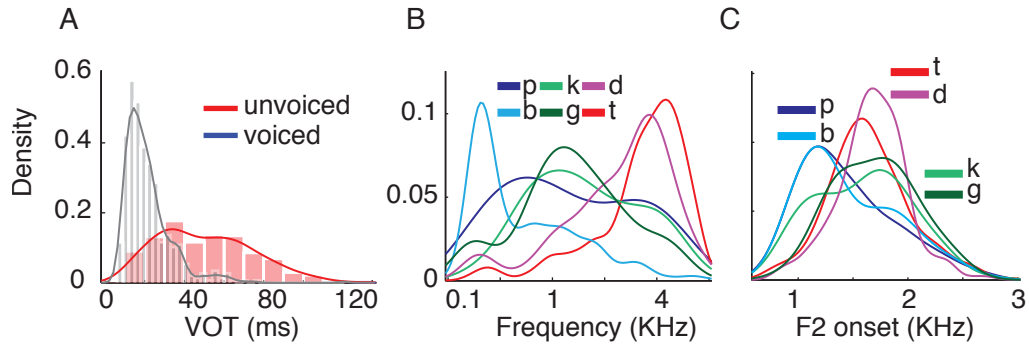 A
0.6
0.4
0.2
0
Density
unvoiced
voiced
0 40 80 120
VOT (ms)
B
0.1
0.05
0
p k d
b g t
0.1 1 4
Frequency (KHz)
C
t
d
p
b
k
g
1 2 3
F2 onset (KHz)